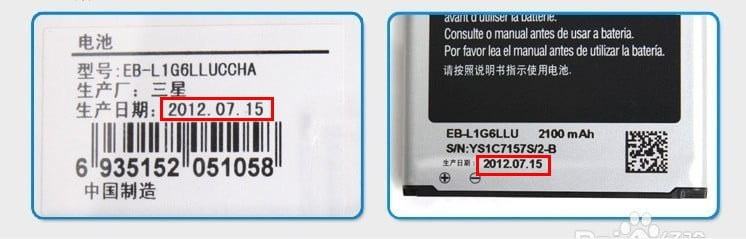 电池
型号:EB-L1G6LLUCCHA
生产厂: 三星
生产日期: 2012.07.15
6 935152 051058
中国制造
avant d'utiliser la batterie.
Consulte o manual antes de usar a bateria.
Por favor lea el manual antes de utilizar la batería.
请按照说明书指示使用电池.
EB-L1G6LLU 2100 mAh
S/N:YS1C7157S/2-B
生产日期: 2012.07.15